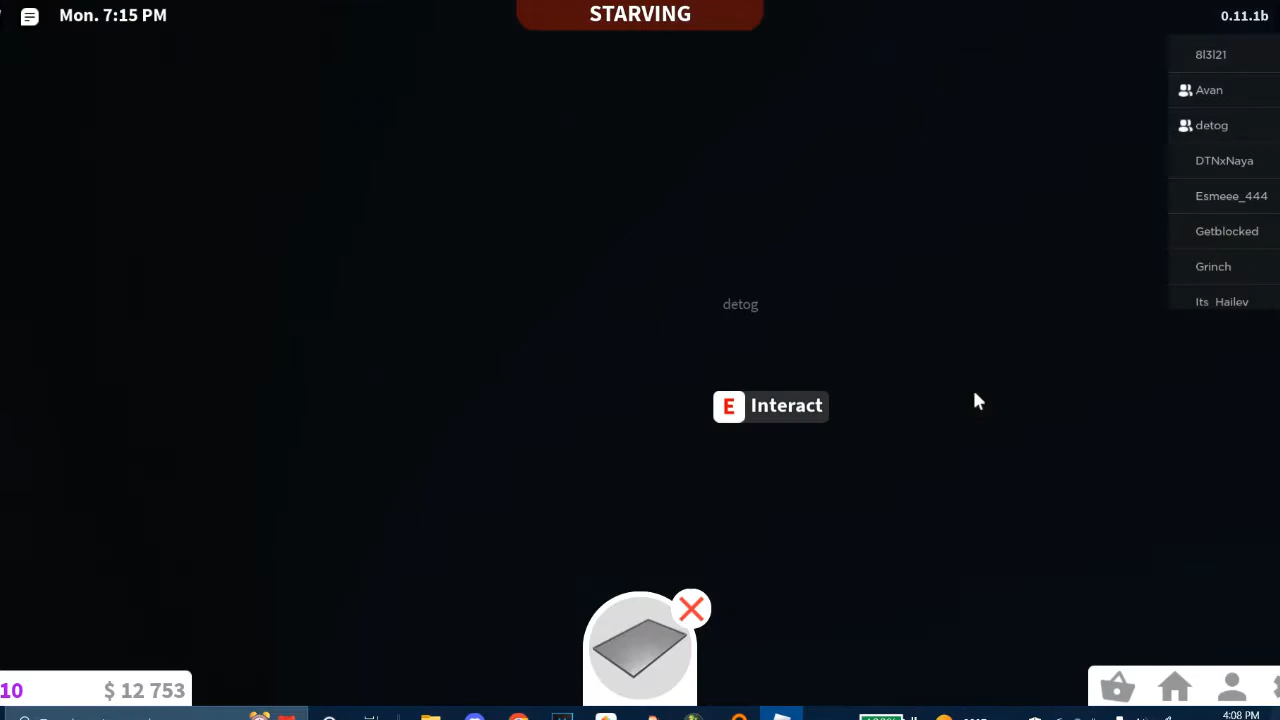 Mon. 7:15 PM
STARVING
0.11.1b
8l3l21
Avan
detog
DTNxNaya
Esmeee_444
Getblocked
Grinch
Its_Hailey
detog
E Interact
10
$ 12 753
4:08 PM